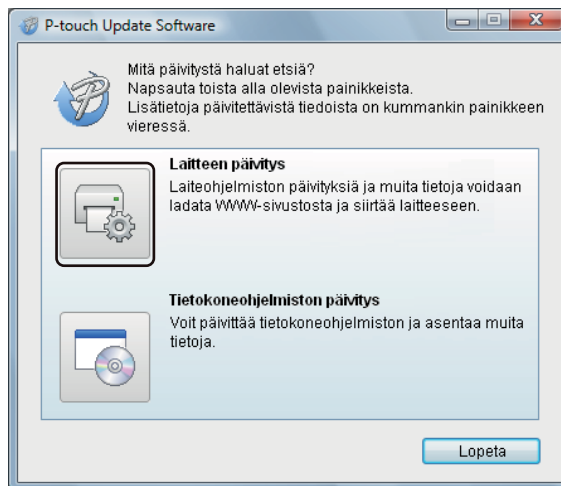 P-touch Update Software
Mitä päivitystä haluat etsiä?
Napsauta toista alla olevista painikkeista.
Lisätietoja päivitettävistä tiedoista on kummankin painikkeen
vieressä.
Laitteen päivitys
Laiteohjelmiston päivityksiä ja muita tietoja voidaan
ladata WWW-sivustosta ja siirtää laitteeseen.
Tietokoneohjelmiston päivitys
Voit päivittää tietokoneohjelmiston ja asentaa muita
tietoja.
Lopeta